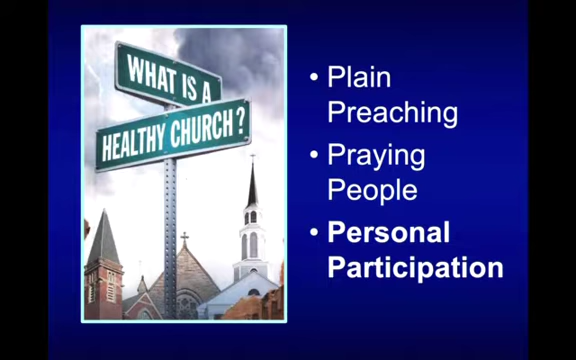 WHAT IS A
HEALTHY CHURCH?
• Plain
Preaching
• Praying
People
• Personal
Participation